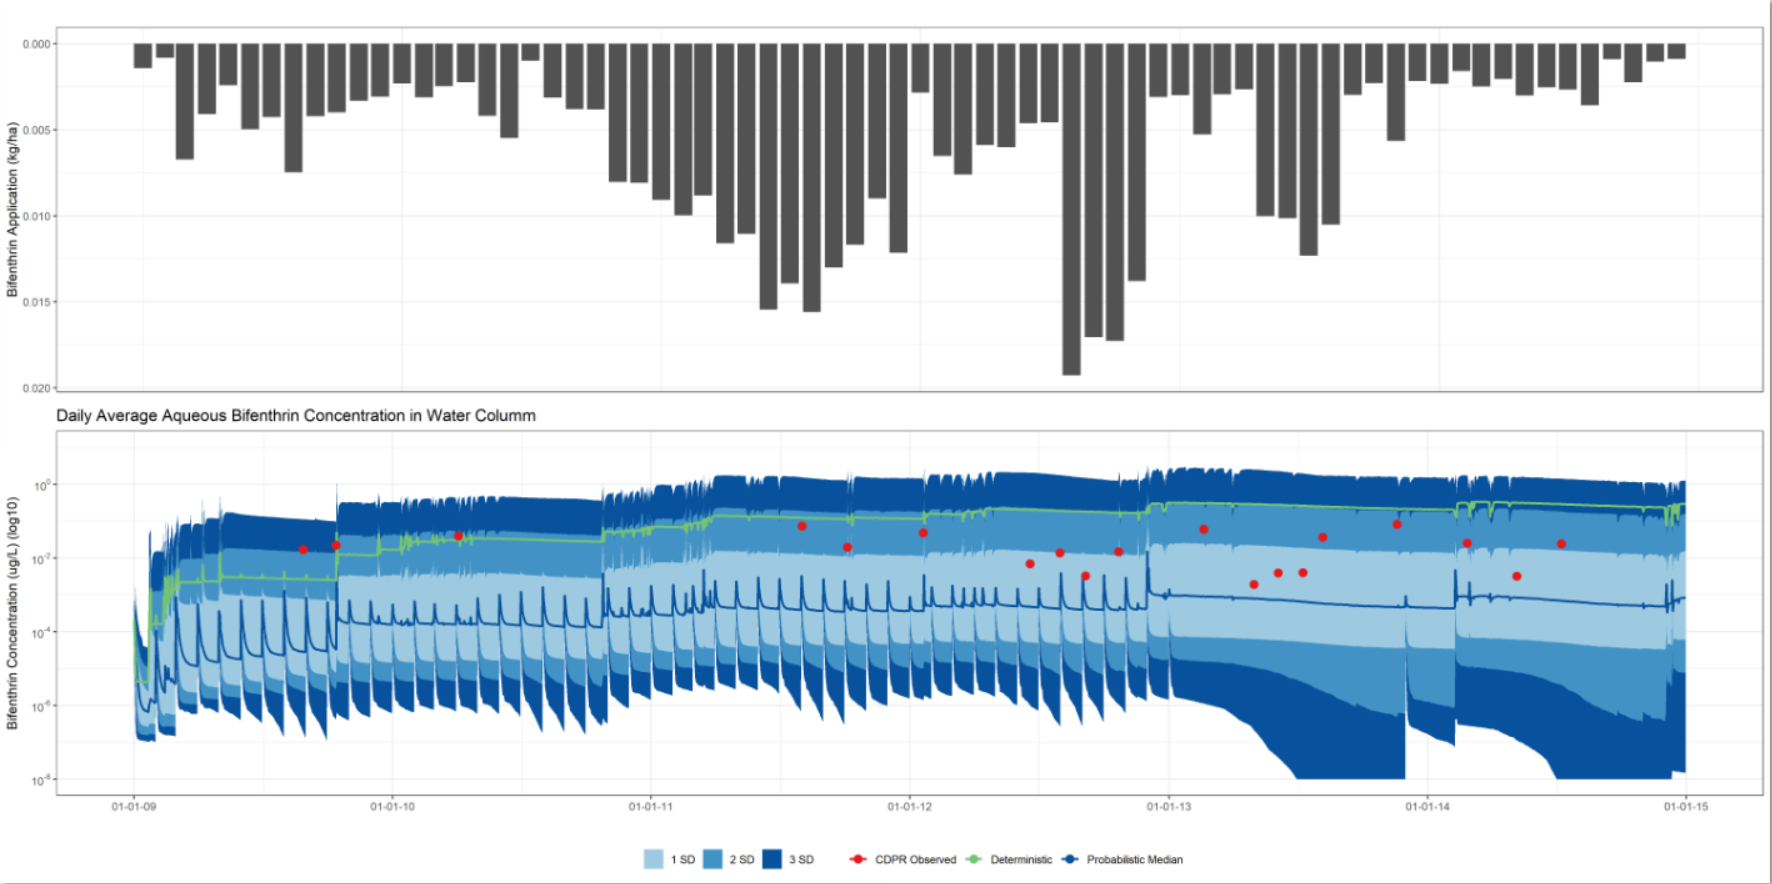 0.000
0.005
0.010
0.015
0.020
Bifenthrin Application (kg/ha)
Daily Average Aqueous Bifenthrin Concentration in Water Columm
10⁰
10⁻²
10⁻⁴
10⁻⁶
10⁻⁸
Bifenthrin Concentration (ug/L) (log10)
01-01-09 01-01-10 01-01-11 01-01-12 01-01-13 01-01-14 01-01-15
1 SD 2 SD 3 SD CDPR Observed Deterministic Probabilistic Median